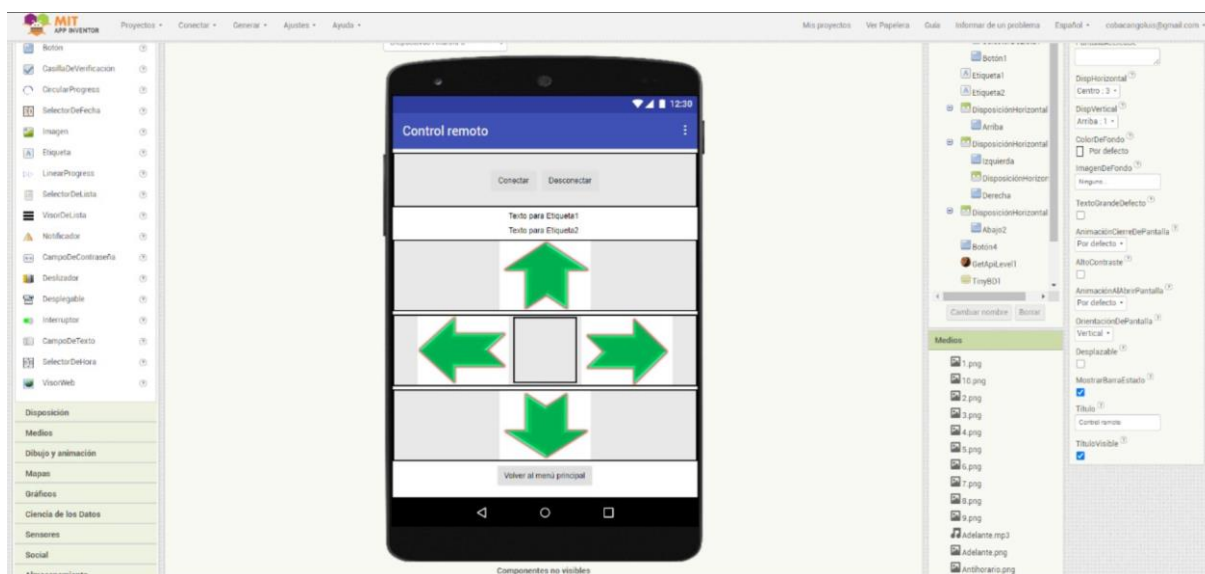 MIT
APP INVENTOR
Proyectos
Conectar
Generar
Ajustes
Ayuda
Mis proyectos
Ver Papelera
Guía
Informar de un problema
Español
cobacangoluis@gmail.com
Botón
CasillaDeVerificación
CircularProgress
SelectorDeFecha
Imagen
Etiqueta
LinearProgress
SelectorDeLista
VisorDeLista
Notificador
CampoDeContraseña
Deslizador
Desplegable
Interruptor
CampoDeTexto
SelectorDeHora
VisorWeb
Disposición
Medios
Dibujo y animación
Mapas
Gráficos
Ciencia de los Datos
Sensores
Social
12:30
Control remoto
Conectar
Desconectar
Texto para Etiqueta1
Texto para Etiqueta2
Volver al menú principal
Componentes no visibles
Botón1
Etiqueta1
Etiqueta2
DisposiciónHorizontal
Arriba
DisposiciónHorizontal
Izquierda
DisposiciónHorizon
Derecha
DisposiciónHorizontal
Abajo2
Botón4
GetApiLevel1
TinyBD1
Cambiar nombre
Borrar
Medios
1.png
10.png
2.png
3.png
4.png
5.png
6.png
7.png
8.png
9.png
Adelante.mp3
Adelante.png
Antihorario.png
DispHorizontal
Centro : 3
DispVertical
Arriba : 1
ColorDeFondo
Por defecto
ImagenDeFondo
Ninguno...
TextoGrandeDefecto
AnimaciónCierreDePantalla
Por defecto
AltoContraste
AnimaciónAlAbrirPantalla
Por defecto
OrientaciónDePantalla
Vertical
Desplazable
MostrarBarraEstado
Título
Control remoto
TítuloVisible